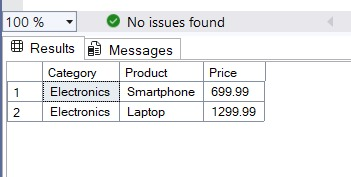 100 % No issues found
Results Messages
Category Product Price
1 Electronics Smartphone 699.99
2 Electronics Laptop 1299.99